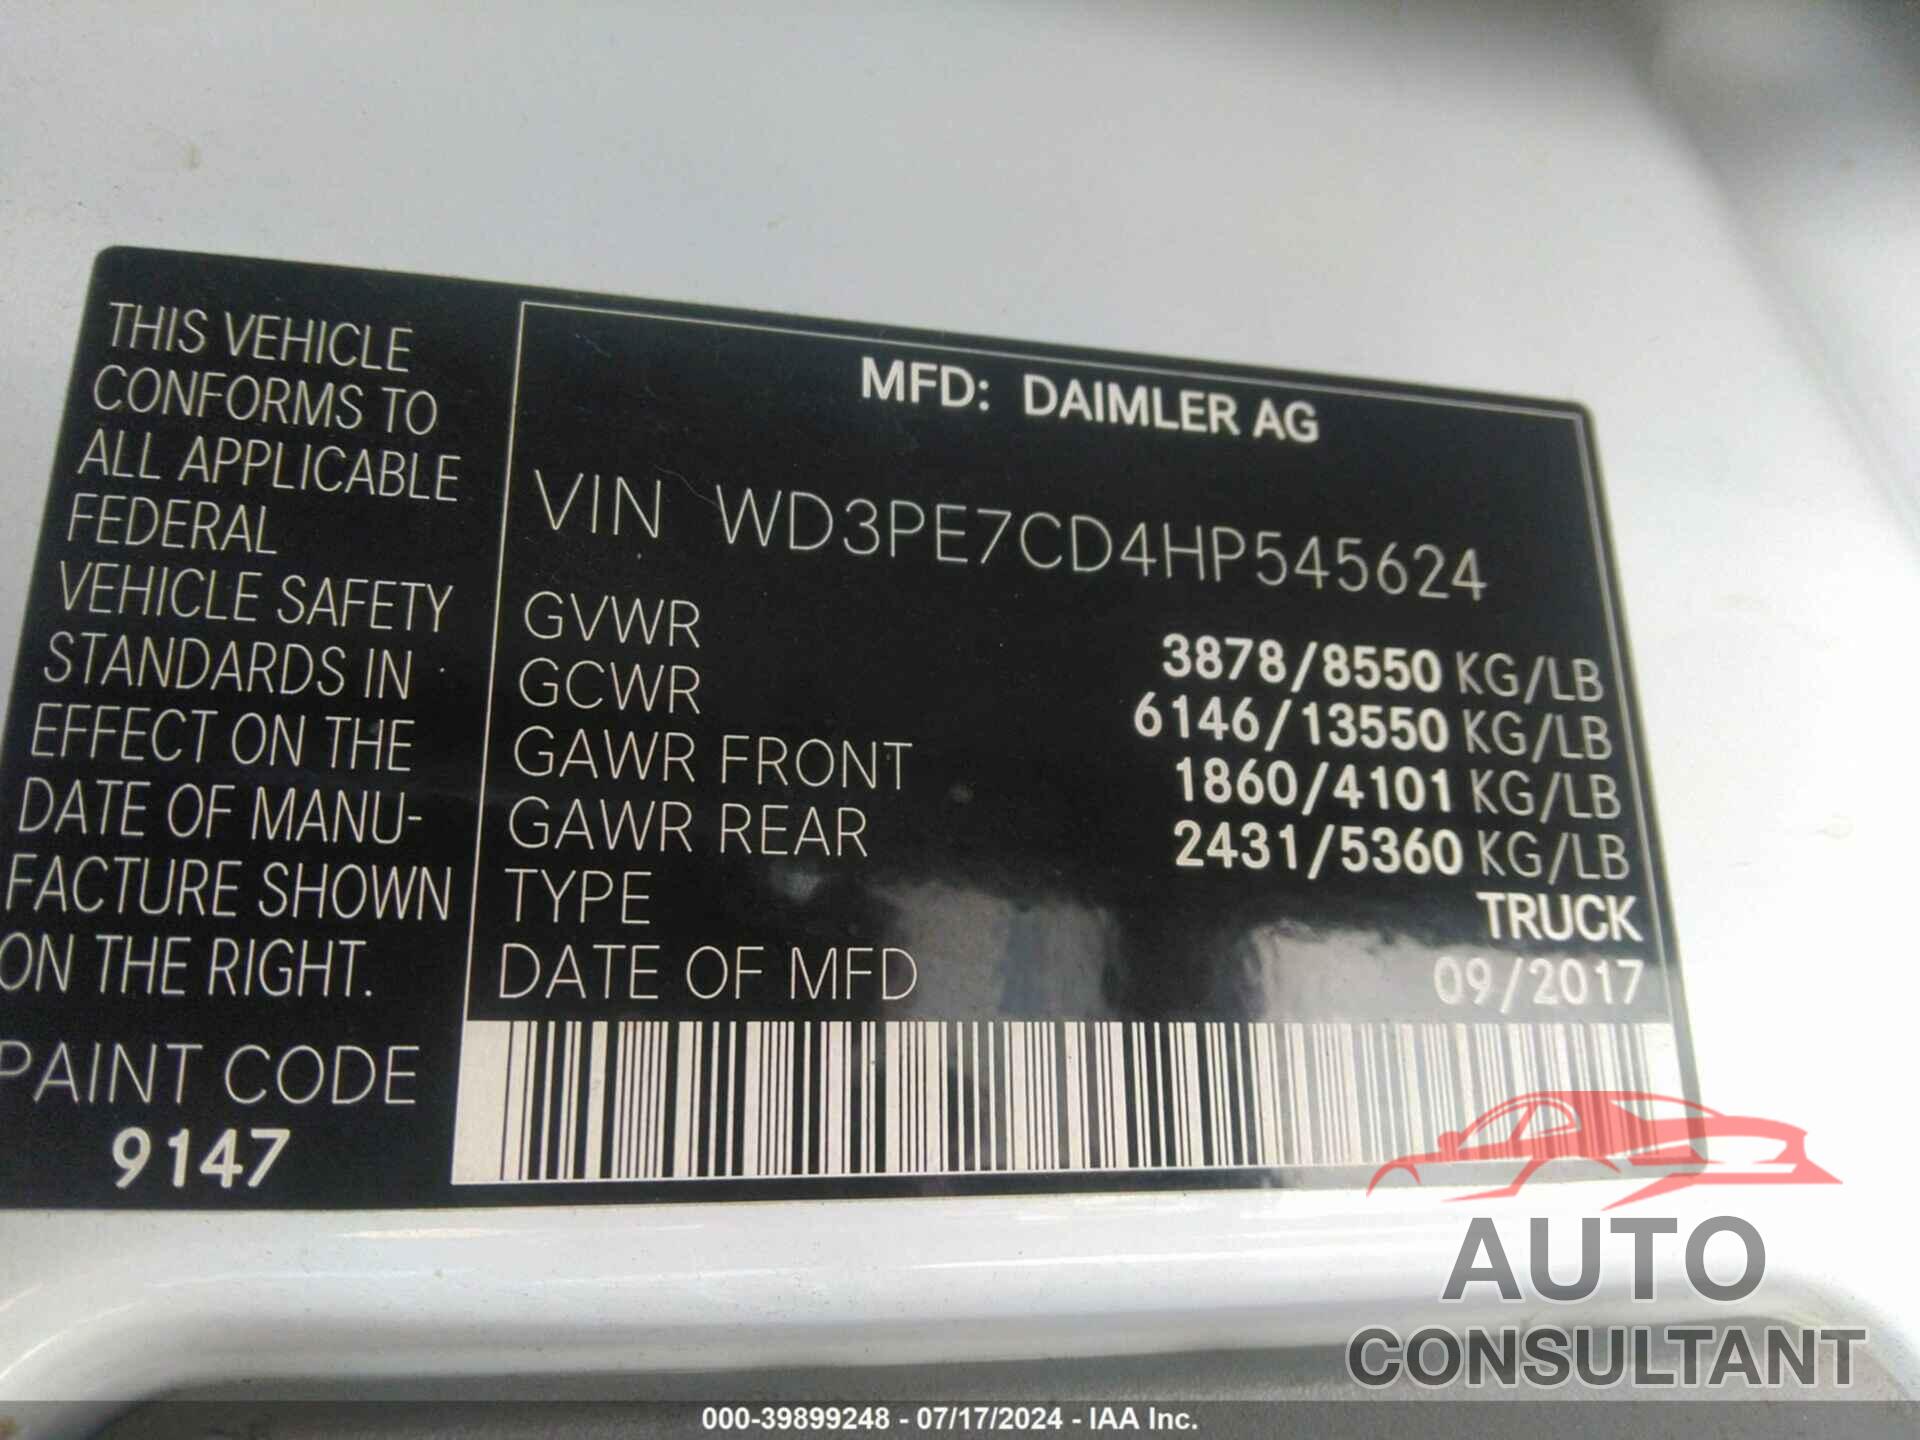 THIS VEHICLE
CONFORMS TO
ALL APPLICABLE
FEDERAL
VEHICLE SAFETY
STANDARDS IN
EFFECT ON THE
DATE OF MANU-
FACTURE SHOWN
ON THE RIGHT.
PAINT CODE
9147
MFD: DAIMLER AG
VIN WD3PE7CD4HP545624
GVWR 3878/8550 KG/LB
GCWR 6146/13550 KG/LB
GAWR FRONT 1860/4101 KG/LB
GAWR REAR 2431/5360 KG/LB
TYPE TRUCK
DATE OF MFD 09/2017
AUTO
CONSULTANT
000-39899248 - 07/17/2024 - IAA Inc.